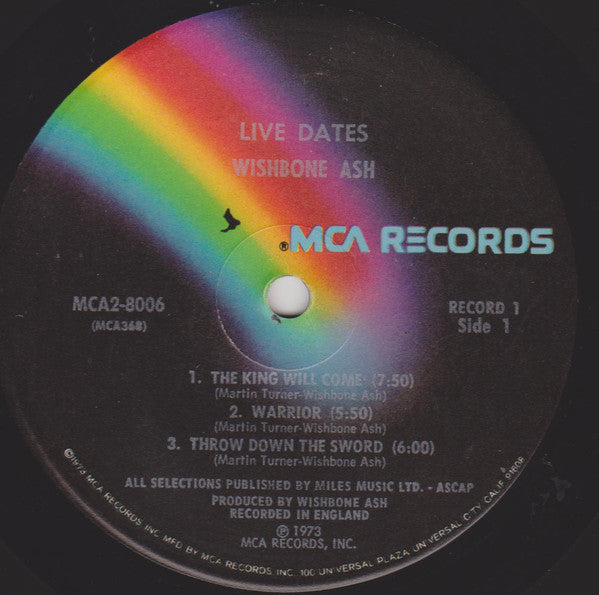 LIVE DATES
WISHBONE ASH
®MCA RECORDS
MCA2-8006
(MCA368)
RECORD 1
Side 1
1. THE KING WILL COME (7:50)
(Martin Turner-Wishbone Ash)
2. WARRIOR (5:50)
(Martin Turner-Wishbone Ash)
3. THROW DOWN THE SWORD (6:00)
(Martin Turner-Wishbone Ash)
ALL SELECTIONS PUBLISHED BY MILES MUSIC LTD. - ASCAP
PRODUCED BY WISHBONE ASH
RECORDED IN ENGLAND
℗ 1973
MCA RECORDS, INC.
©1973 MCA RECORDS, INC. MFD BY MCA RECORDS, INC. 100 UNIVERSAL PLAZA, UNIVERSAL CITY, CALIF. 91608